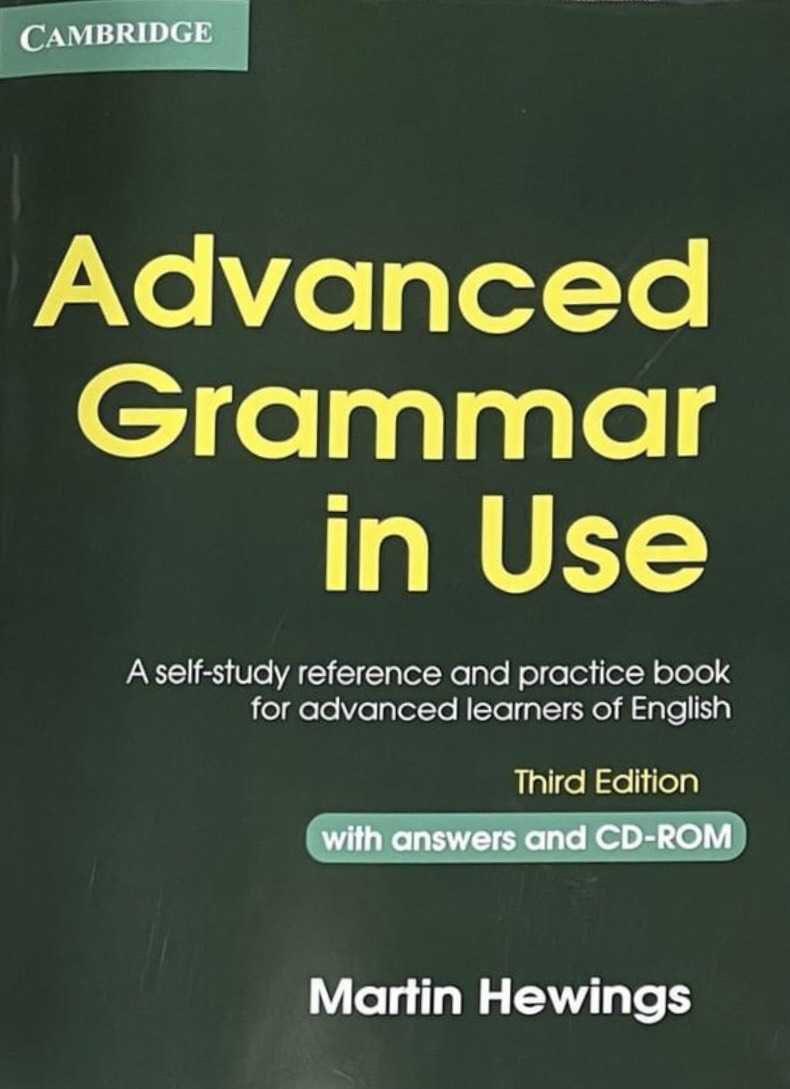 CAMBRIDGE
Advanced
Grammar
in Use
A self-study reference and practice book
for advanced learners of English
Third Edition
with answers and CD-ROM
Martin Hewings